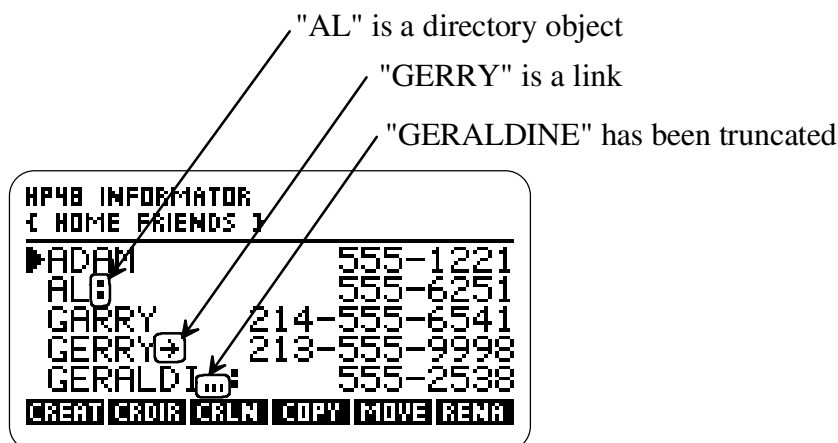 "AL" is a directory object
"GERRY" is a link
"GERALDINE" has been truncated
HP48 INFORMATOR
{ HOME FRIENDS }
ADAM 555-1221
AL: 555-6251
GARRY 214-555-6541
GERRY→ 213-555-9998
GERALDI…: 555-2538
CREAT CRDIR CRLN COPY MOVE RENA